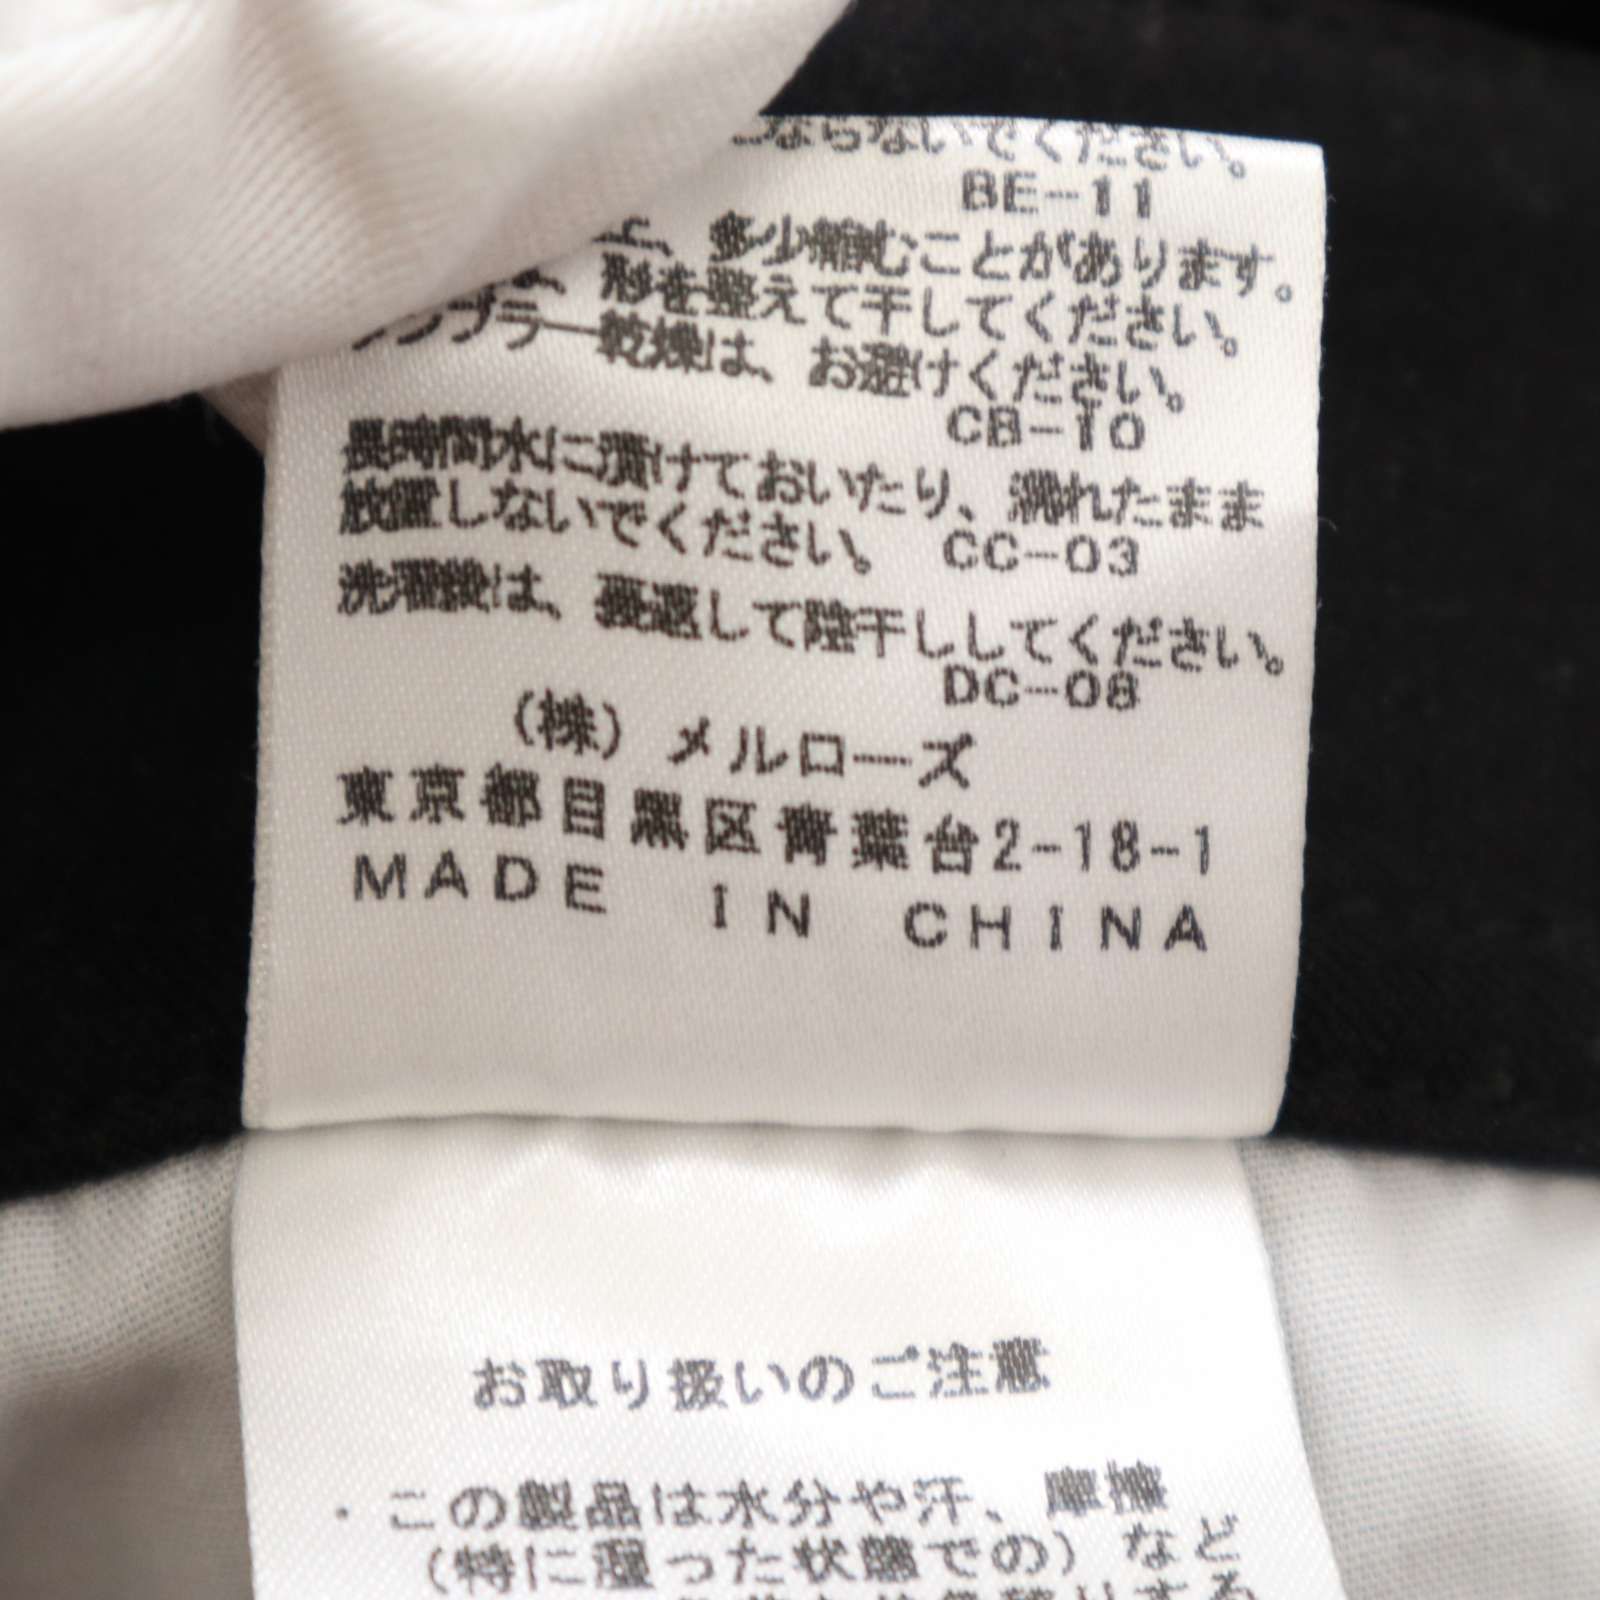 ならないでください。
BE-11
、多少縮むことがあります。
、形を整えて干してください。
タンブラー乾燥は、お避けください。
CB-10
長時間水に漬けておいたり、濡れたまま
放置しないでください。 CC-03
洗濯後は、裏返して陰干ししてください。
DC-08
(株)メルローズ
東京都目黒区青葉台2-18-1
MADE IN CHINA
お取り扱いのご注意
・この製品は水分や汗、摩擦
(特に湿った状態での)など